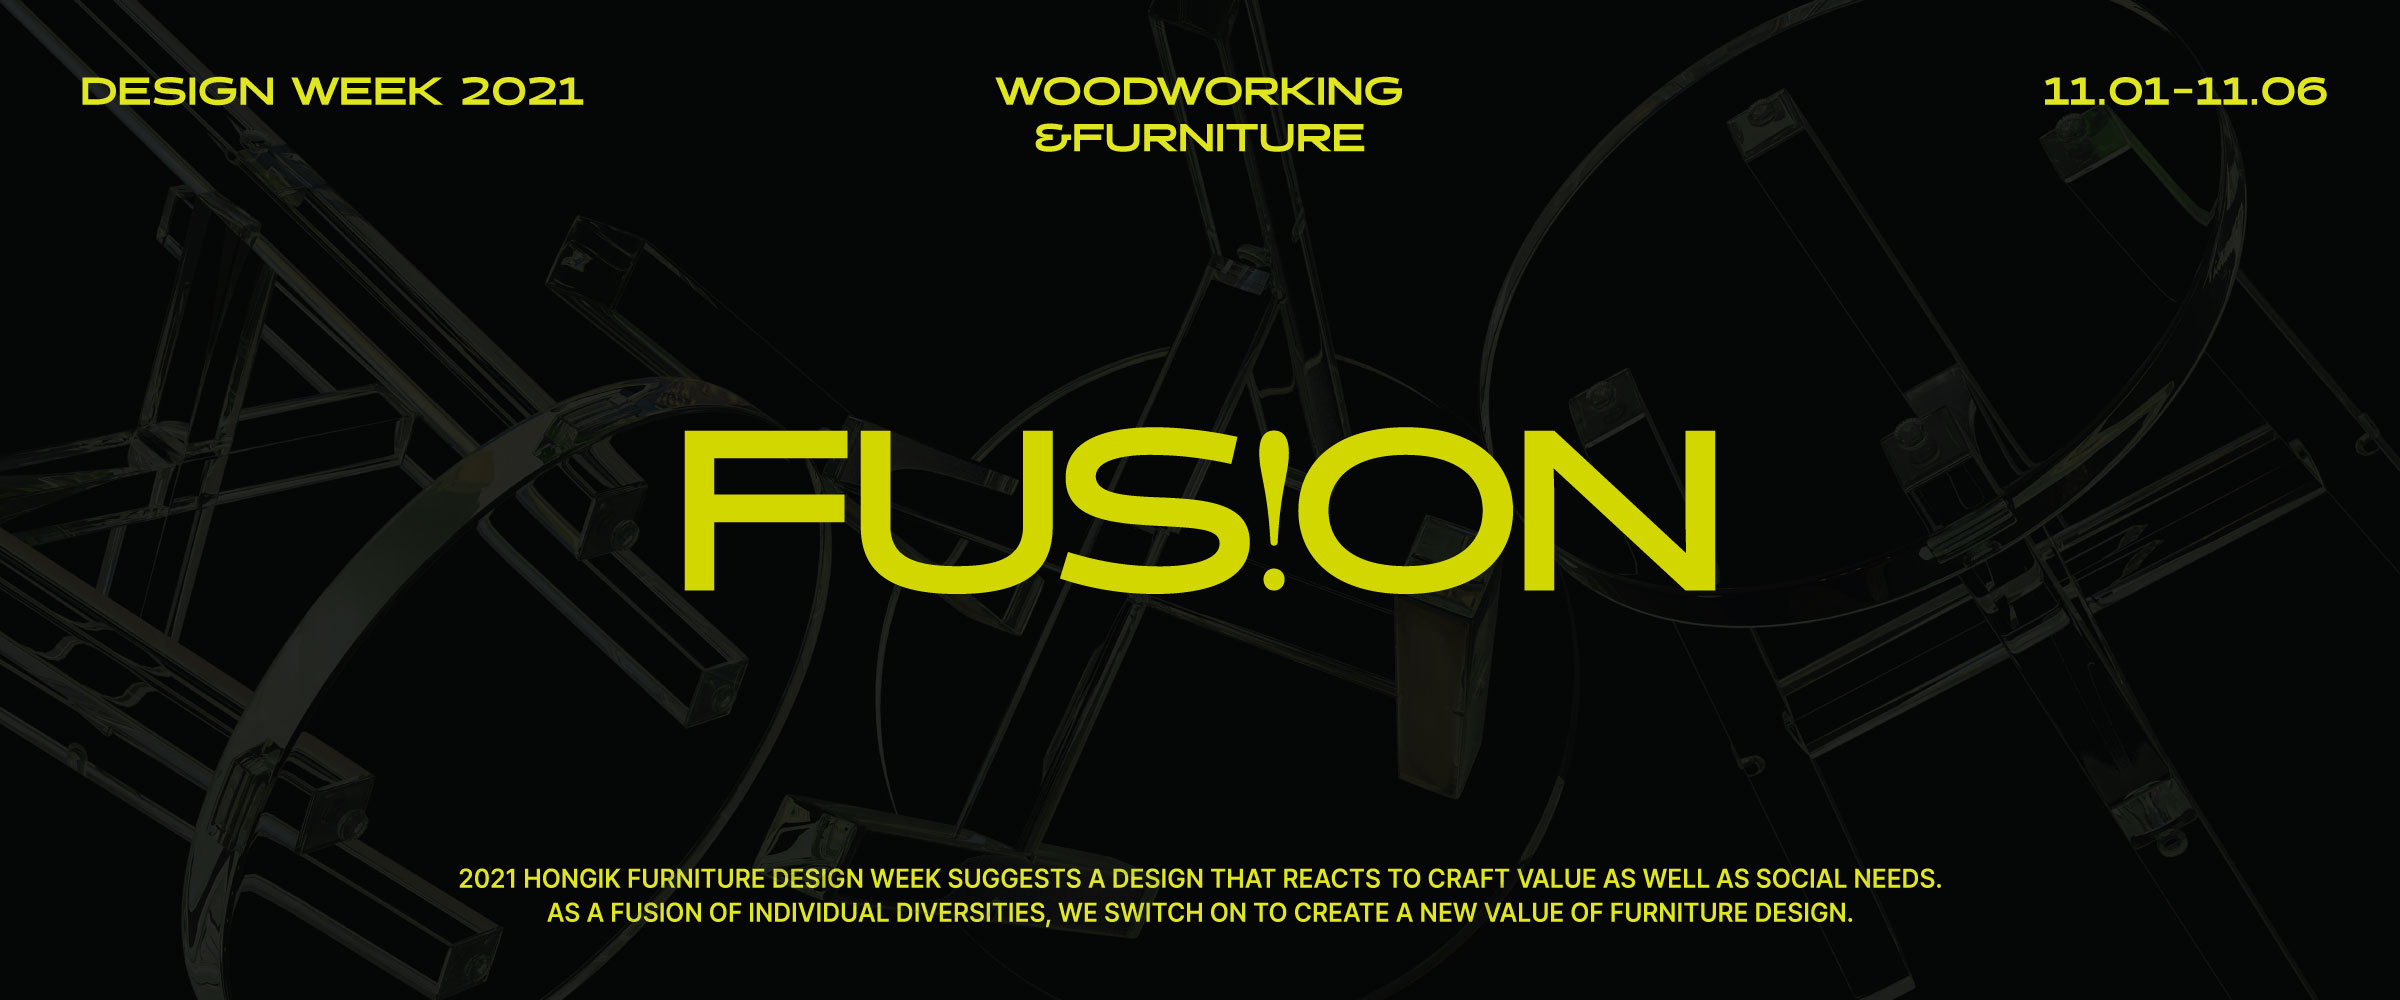 DESIGN WEEK 2021
WOODWORKING
&FURNITURE
11.01-11.06
FUS!ON
2021 HONGIK FURNITURE DESIGN WEEK SUGGESTS A DESIGN THAT REACTS TO CRAFT VALUE AS WELL AS SOCIAL NEEDS.
AS A FUSION OF INDIVIDUAL DIVERSITIES, WE SWITCH ON TO CREATE A NEW VALUE OF FURNITURE DESIGN.